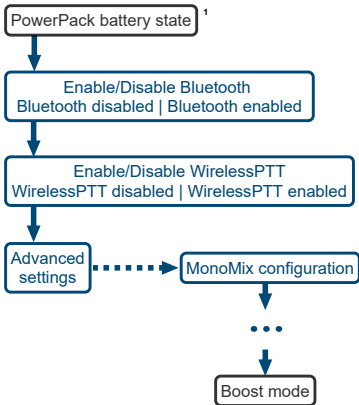 PowerPack battery state ¹
Enable/Disable Bluetooth
Bluetooth disabled | Bluetooth enabled
Enable/Disable WirelessPTT
WirelessPTT disabled | WirelessPTT enabled
Advanced
settings
MonoMix configuration
Boost mode